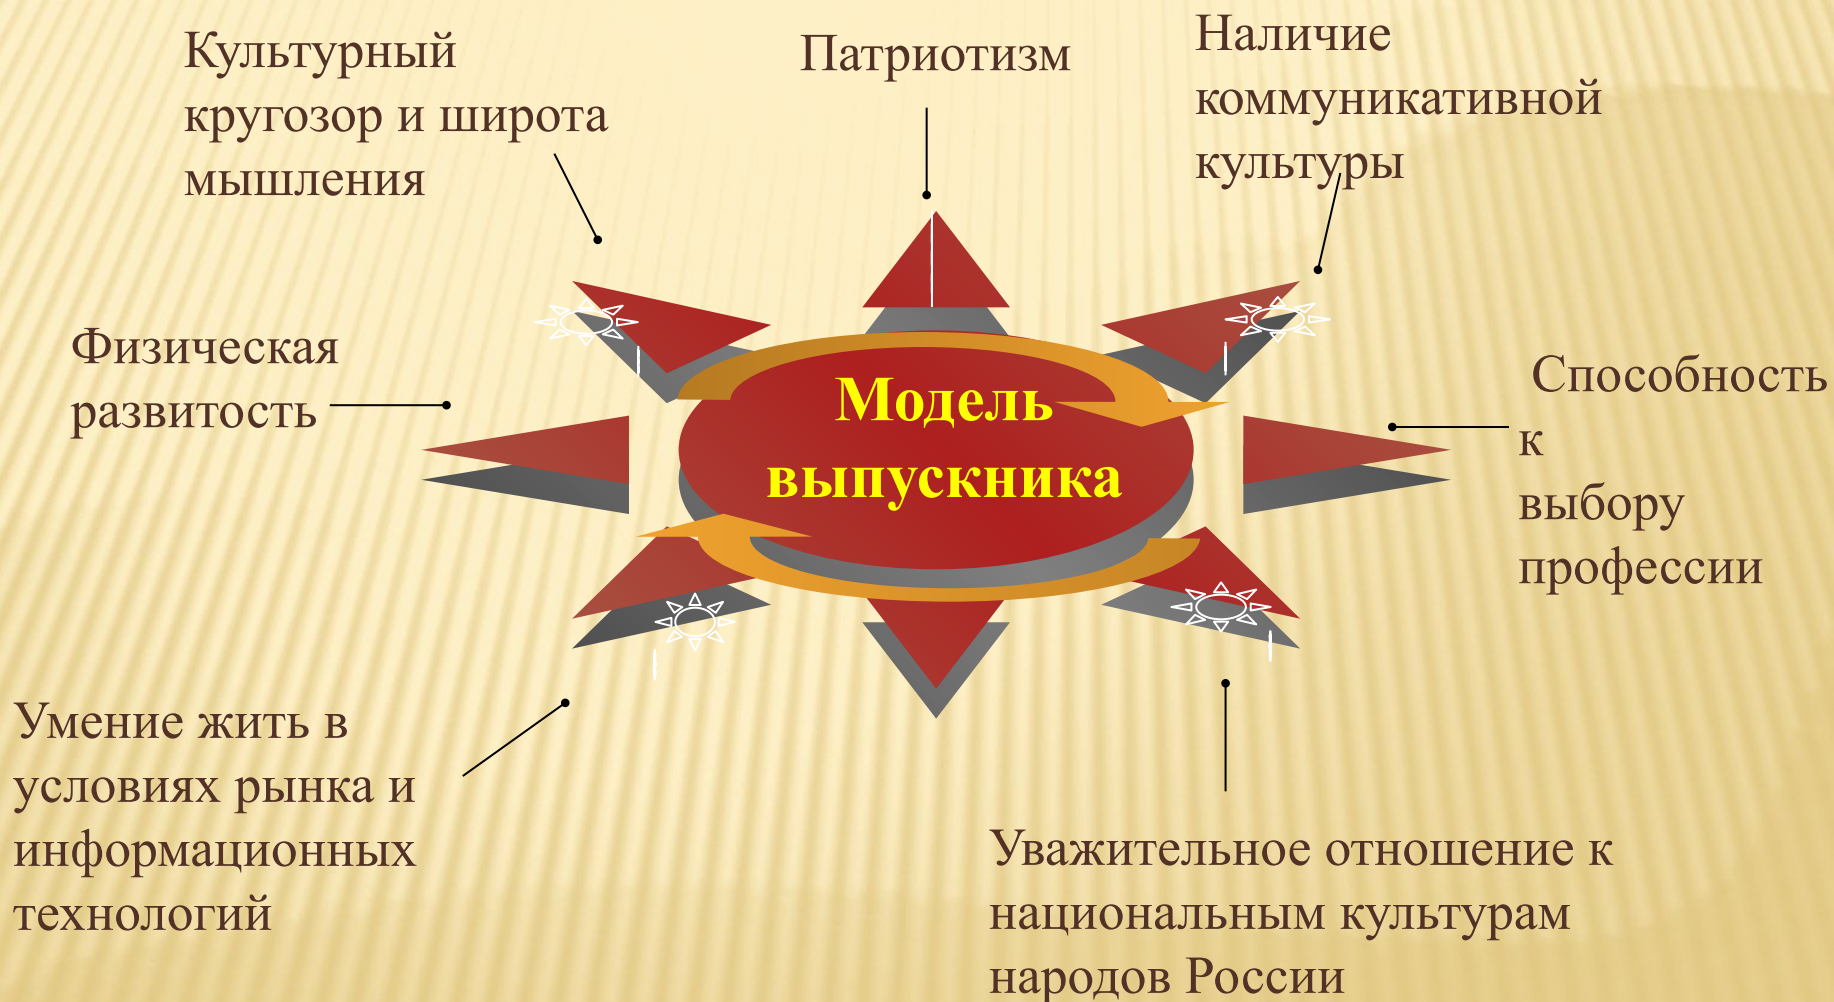 Культурный
кругозор и широта
мышления
Патриотизм
Наличие
коммуникативной
культуры
Физическая
развитость
Модель
выпускника
Способность
к
выбору
профессии
Умение жить в
условиях рынка и
информационных
технологий
Уважительное отношение к
национальным культурам
народов России